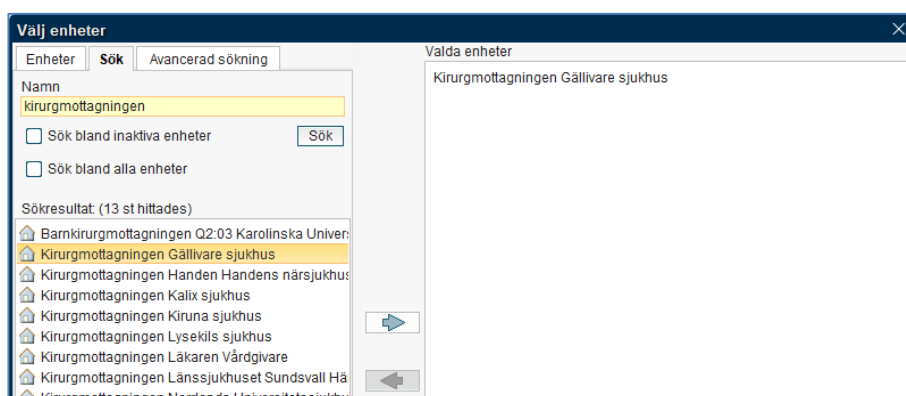 Välj enheter
Enheter Sök Avancerad sökning
Namn
kirurgmottagningen
Sök bland inaktiva enheter Sök
Sök bland alla enheter
Sökresultat: (13 st hittades)
Barnkirurgmottagningen Q2:03 Karolinska
Kirurgmottagningen Gällivare sjukhus
Kirurgmottagningen Handen Handens närsjukhus
Kirurgmottagningen Kalix sjukhus
Kirurgmottagningen Kiruna sjukhus
Kirurgmottagningen Lysekils sjukhus
Kirurgmottagningen Läkaren Vårdgivare
Kirurgmottagningen Länssjukhuset Sundsvall
Valda enheter
Kirurgmottagningen Gällivare sjukhus